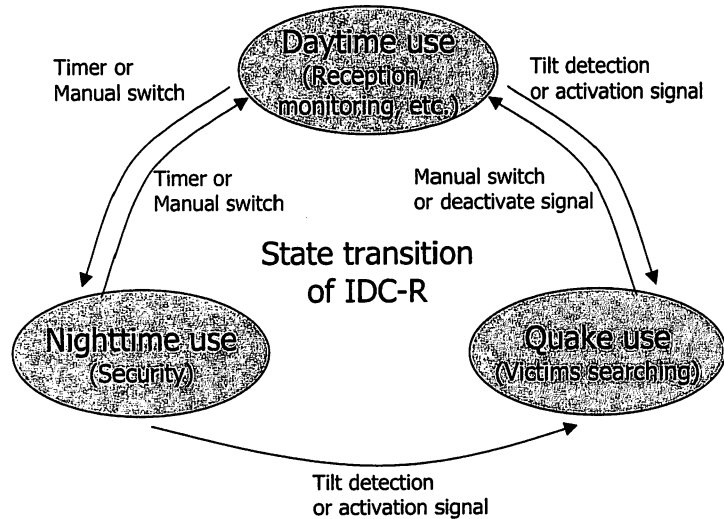 Daytime use
(Reception,
monitoring, etc.)
Timer or
Manual switch
Tilt detection
or activation signal
Timer or
Manual switch
Manual switch
or deactivate signal
State transition
of IDC-R
Nighttime use
(Security)
Quake use
(Victims searching)
Tilt detection
or activation signal